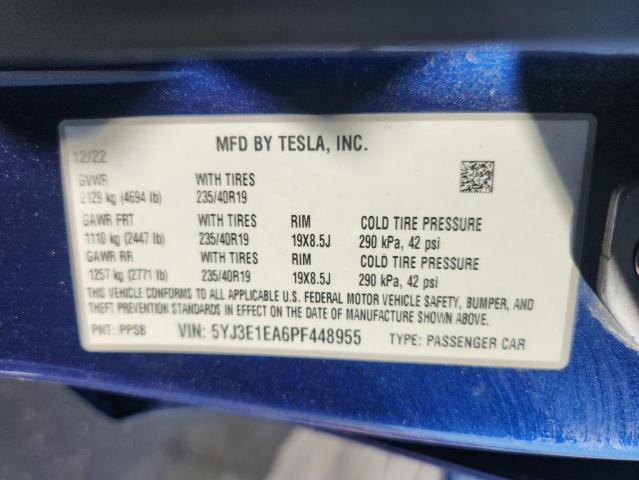 MFD BY TESLA, INC.
12/22
GVWR WITH TIRES
2129 kg (4694 lb) 235/40R19
GAWR FRT WITH TIRES RIM COLD TIRE PRESSURE
1110 kg (2447 lb) 235/40R19 19X8.5J 290 kPa, 42 psi
GAWR RR WITH TIRES RIM COLD TIRE PRESSURE
1257 kg (2771 lb) 235/40R19 19X8.5J 290 kPa, 42 psi
THIS VEHICLE CONFORMS TO ALL APPLICABLE U.S. FEDERAL MOTOR VEHICLE SAFETY, BUMPER, AND
THEFT PREVENTION STANDARDS IN EFFECT ON THE DATE OF MANUFACTURE SHOWN ABOVE.
PNT: PPSB VIN: 5YJ3E1EA6PF448955 TYPE: PASSENGER CAR